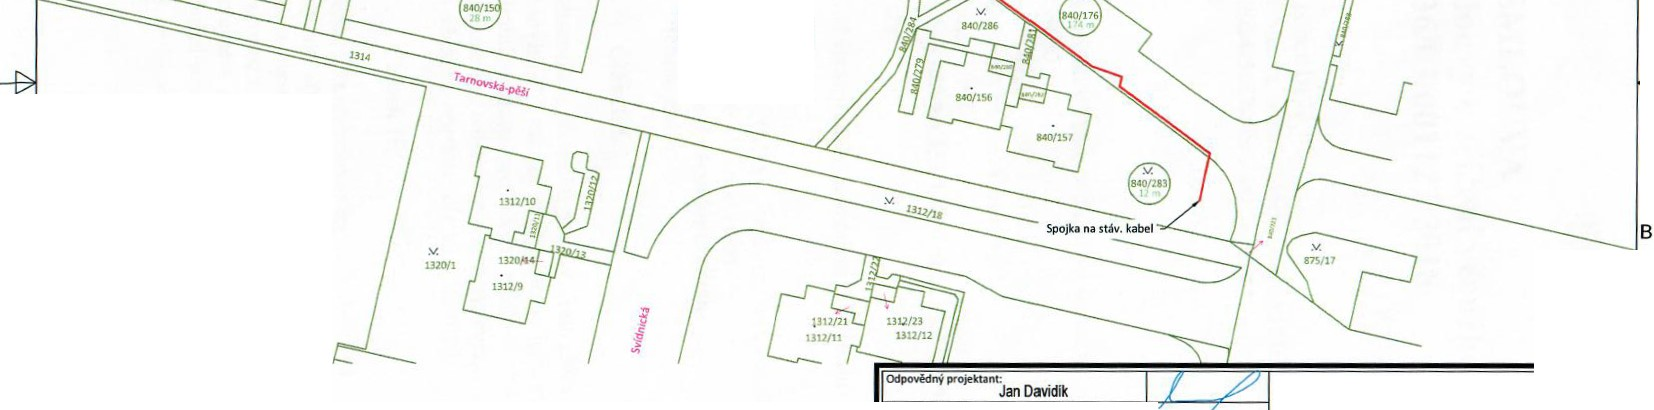 840/150
28 m
1314
Tarnovská-pěší
840/284
840/286
840/176
174 m
840/281
840/279
840/156
840/157
840/283
12 m
1312/10
1320/12
1320/11
1320/13
1320/14
1320/1
1312/9
1312/18
Spojka na stáv. kabel
875/17
B
Svídnická
1312/22
1312/21
1312/11
1312/23
1312/12
Odpovědný projektant:
Jan Davidik